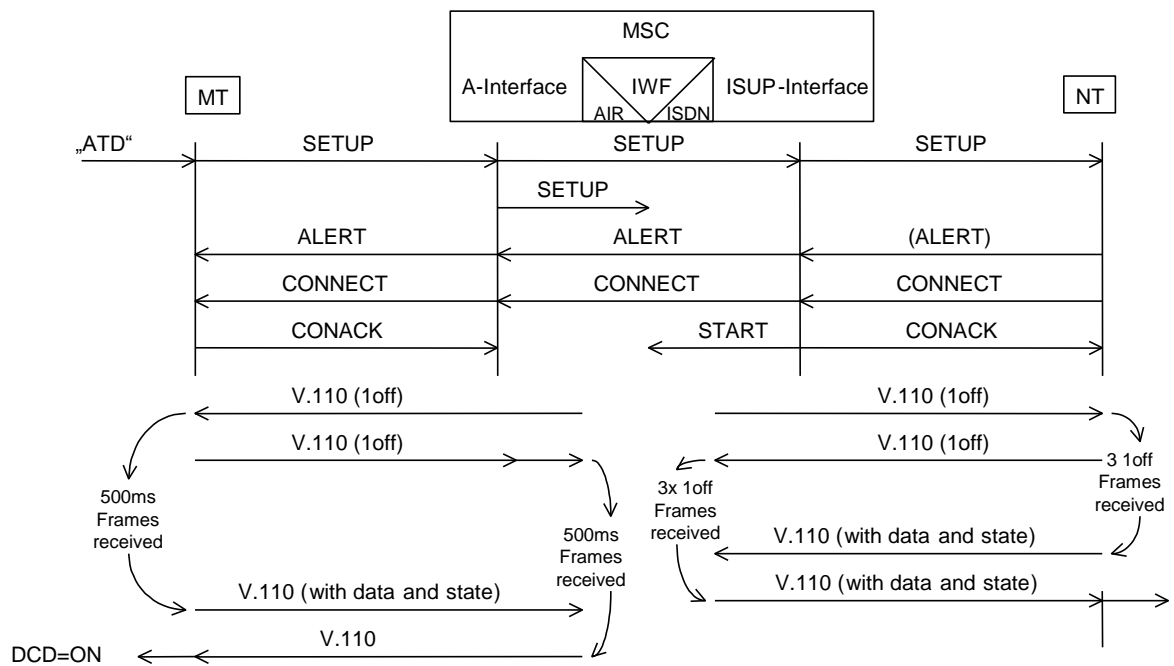 MSC
A-Interface
IWF
ISUP-Interface
MT
NT
AIR
ISDN
„ATD“
SETUP
SETUP
SETUP
SETUP
ALERT
ALERT
(ALERT)
CONNECT
CONNECT
CONNECT
CONACK
START
CONACK
V.110 (1off)
V.110 (1off)
V.110 (1off)
V.110 (1off)
3 1off
Frames
received
500ms
Frames
received
3x 1off
Frames
received
500ms
Frames
received
V.110 (with data and state)
V.110 (with data and state)
V.110 (with data and state)
V.110
DCD=ON